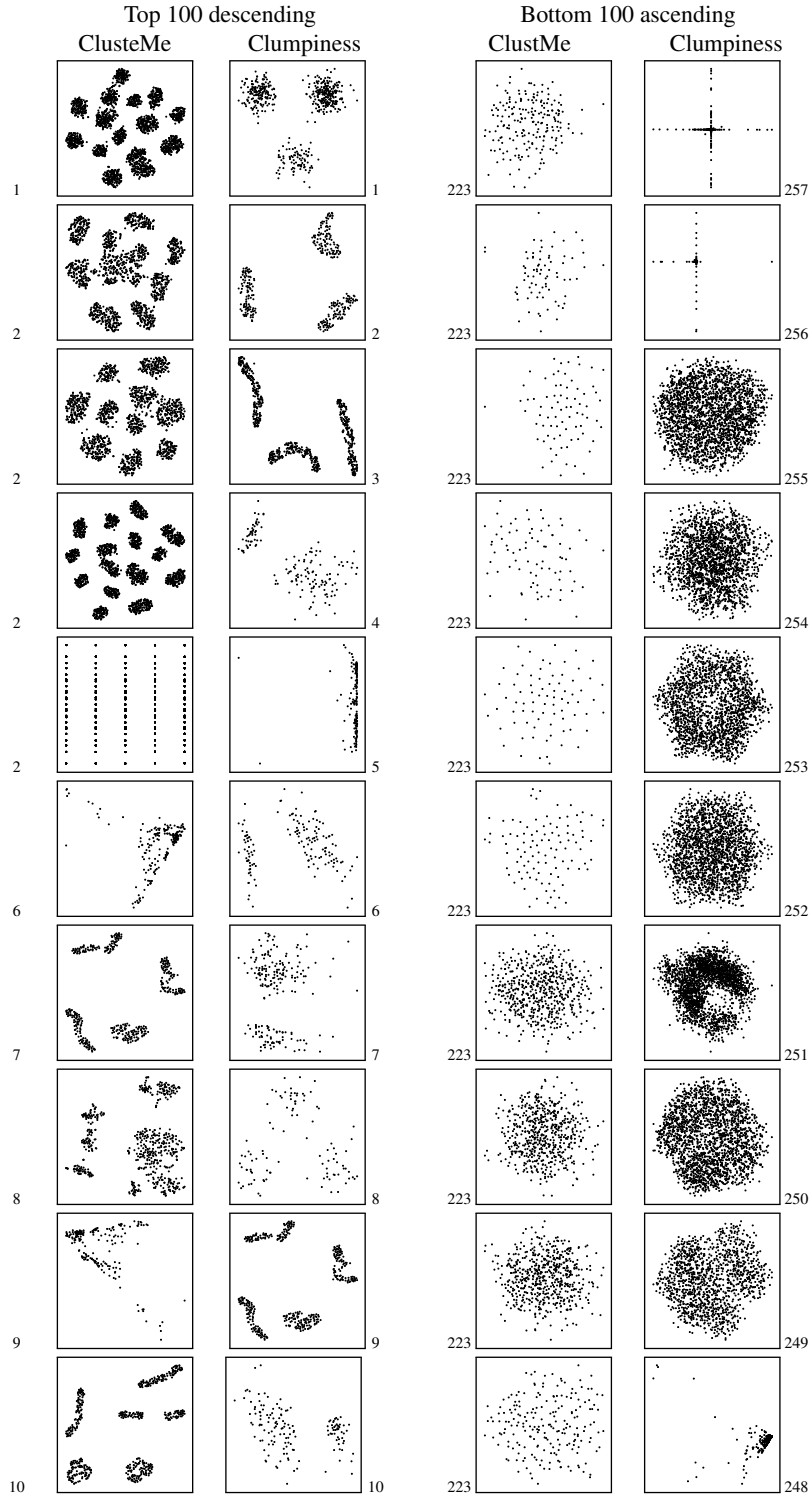 Top 100 descending Bottom 100 ascending
ClusteMe Clumpiness ClustMe Clumpiness
1 1 223 257
2 2 223 256
2 3 223 255
2 4 223 254
2 5 223 253
6 6 223 252
7 7 223 251
8 8 223 250
9 9 223 249
10 10 223 248